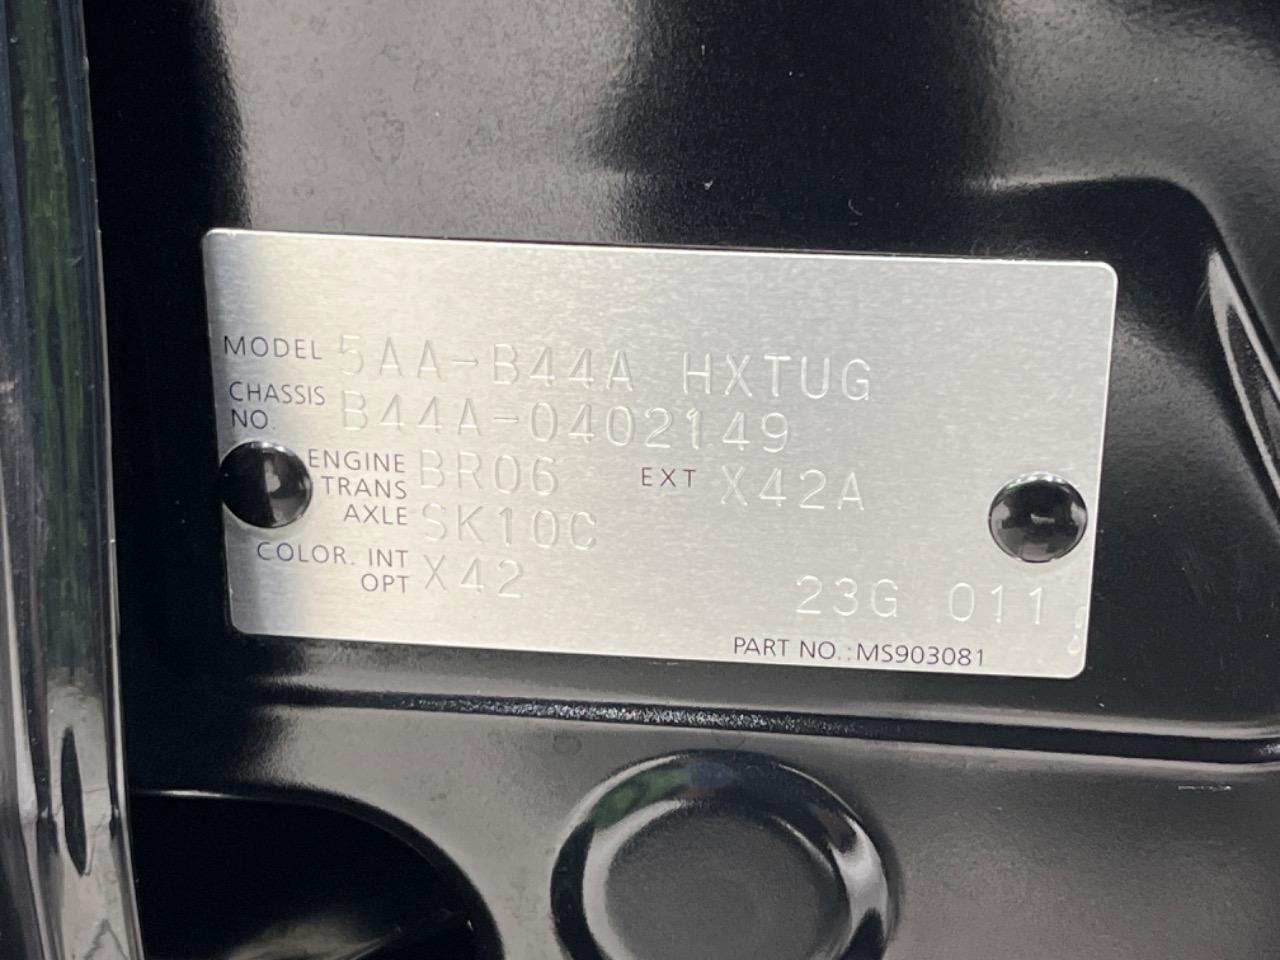 MODEL 5AA-B44A HXTUG
CHASSIS NO. B44A-0402149
ENGINE BR06 EXT X42A
TRANS AXLE SK10C
COLOR. INT OPT X42
23G 011
PART NO.:MS903081